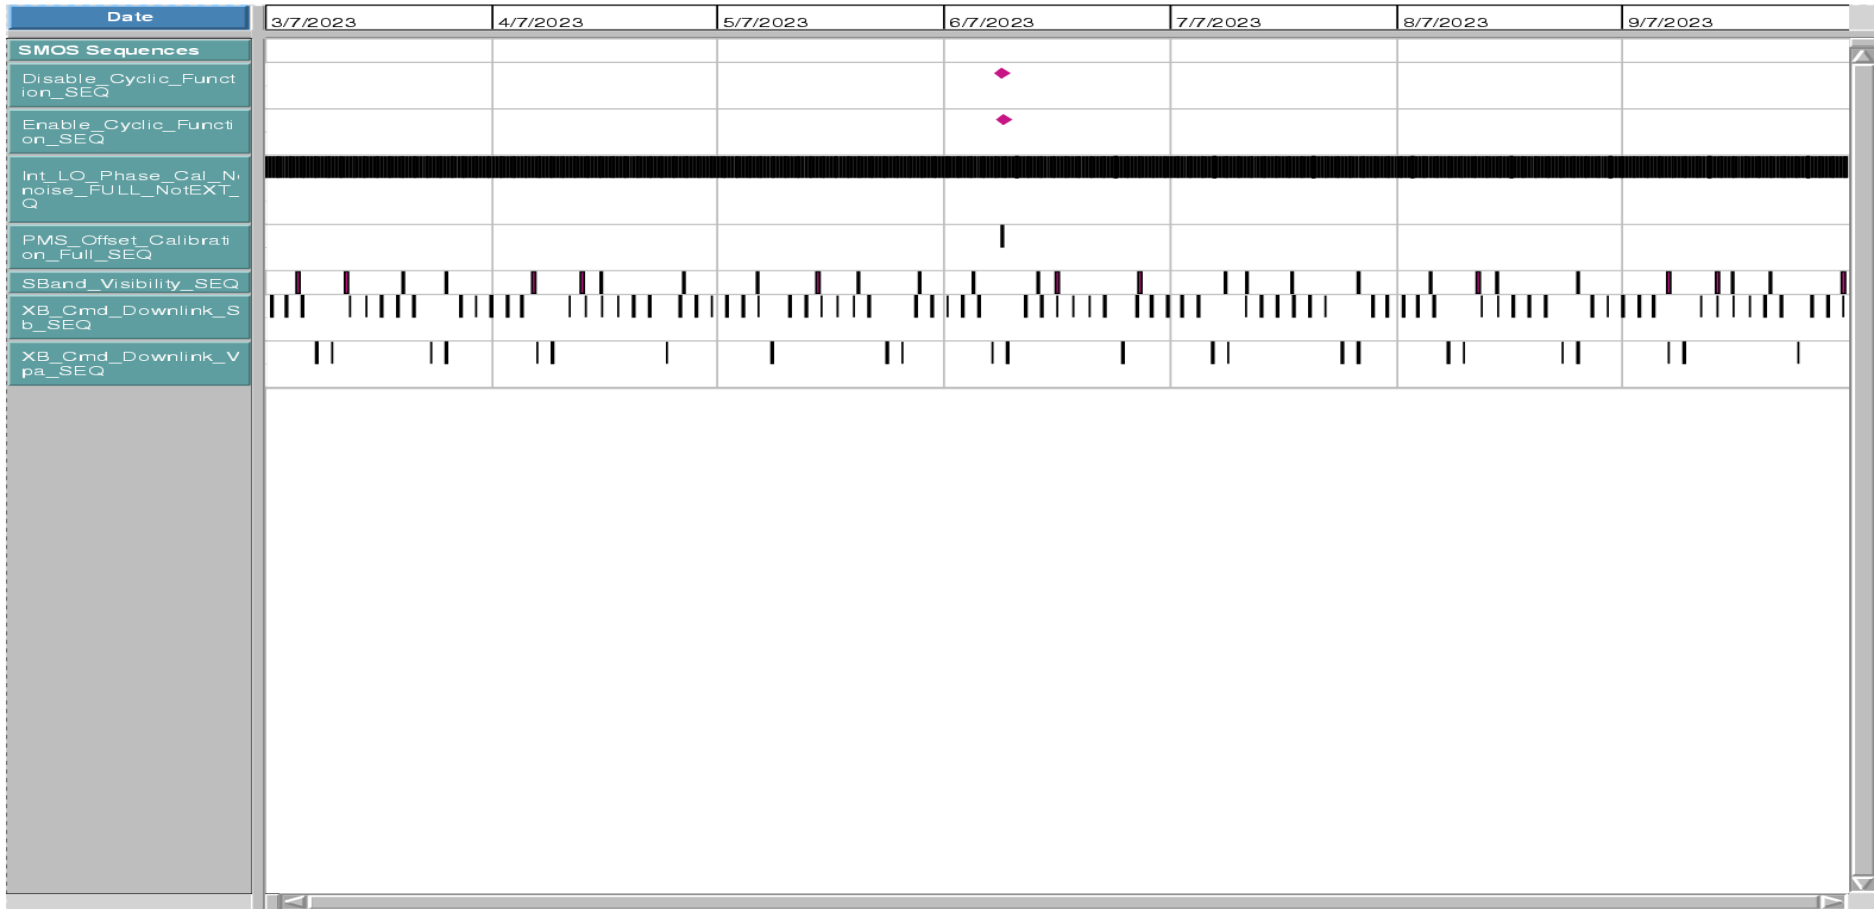 Date
3/7/2023
4/7/2023
5/7/2023
6/7/2023
7/7/2023
8/7/2023
9/7/2023
SMOS Sequences
Disable_Cyclic_Funct
ion_SEQ
Enable_Cyclic_Functi
on_SEQ
Int_LO_Phase_Cal_N
noise_FULL_NotEXT_
Q
PMS_Offset_Calibrati
on_Full_SEQ
SBand_Visibility_SEQ
XB_Cmd_Downlink_S
b_SEQ
XB_Cmd_Downlink_V
pa_SEQ